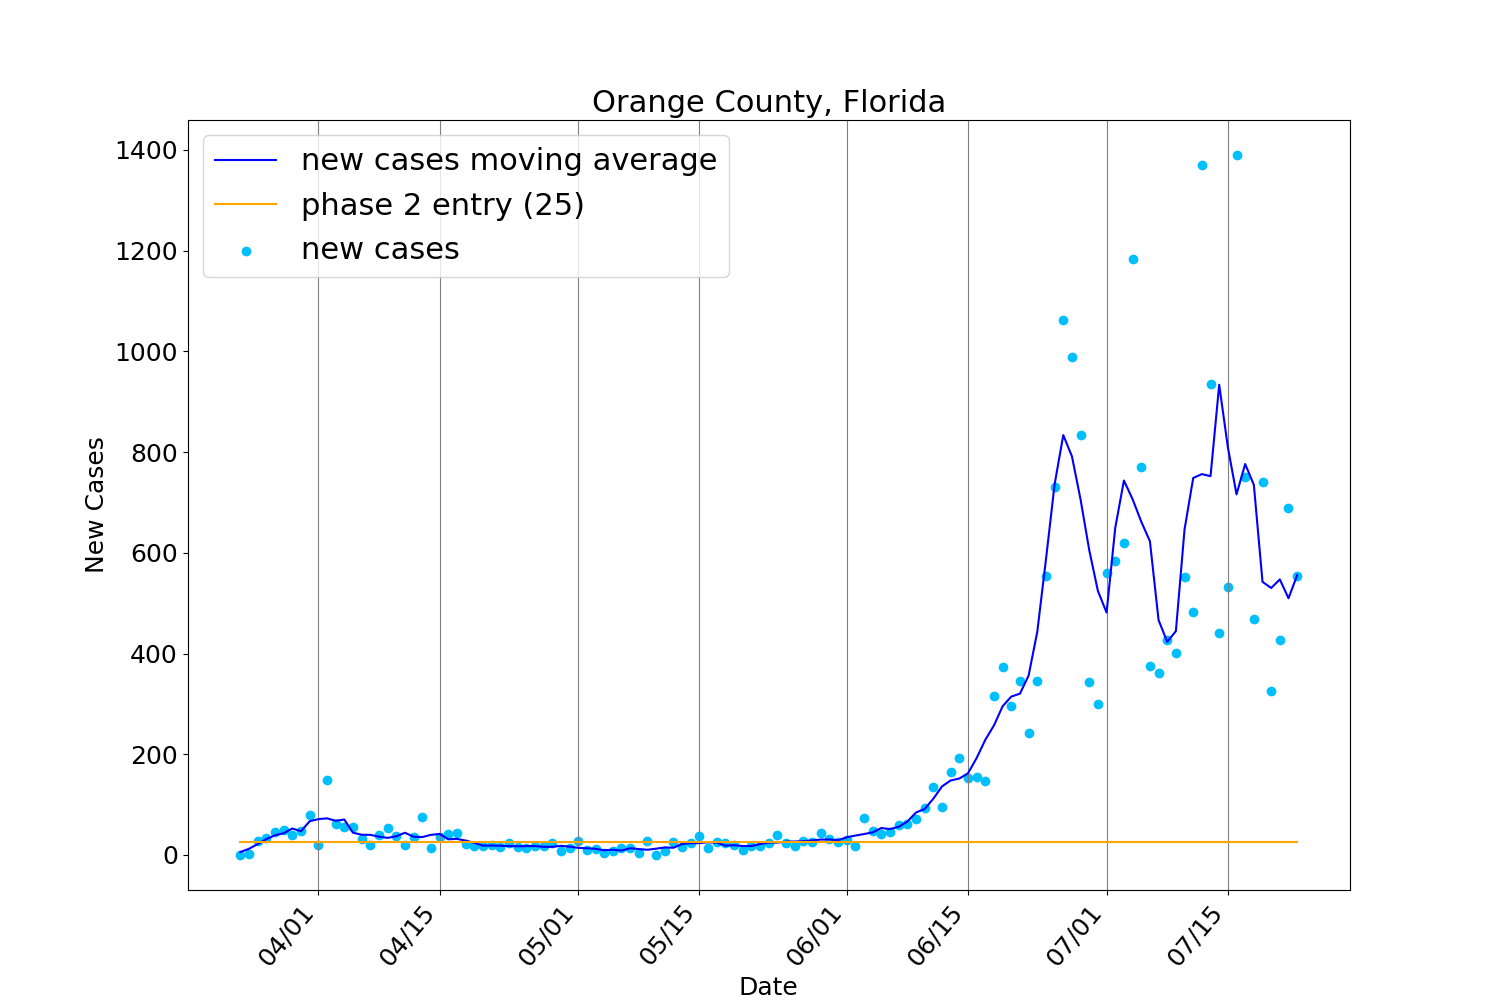 Orange County, Florida
new cases moving average
phase 2 entry (25)
new cases
1400
1200
1000
800
600
400
200
0
New Cases
04/01
04/15
05/01
05/15
06/01
06/15
07/01
07/15
Date